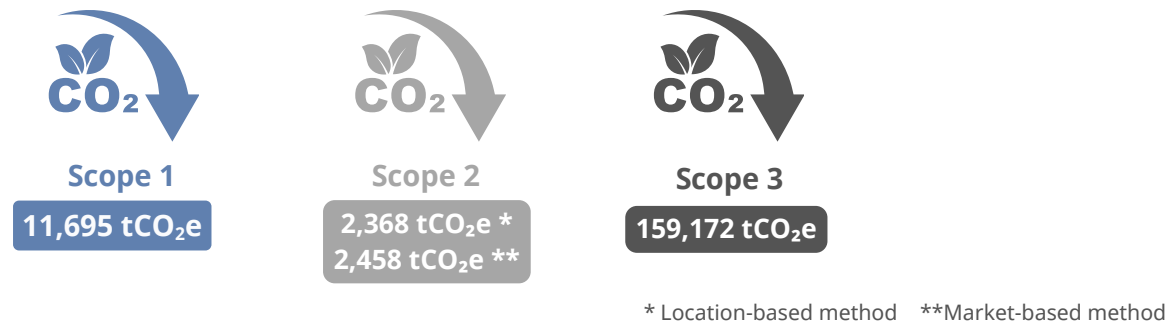 CO₂
Scope 1
11,695 tCO₂e
CO₂
Scope 2
2,368 tCO₂e *
2,458 tCO₂e **
CO₂
Scope 3
159,172 tCO₂e
* Location-based method **Market-based method